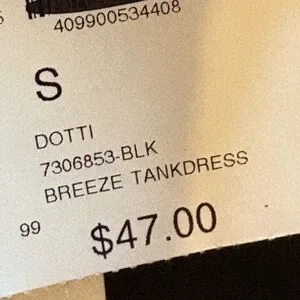 409900534408
S
DOTTI
7306853-BLK
BREEZE TANKDRESS
99
$47.00